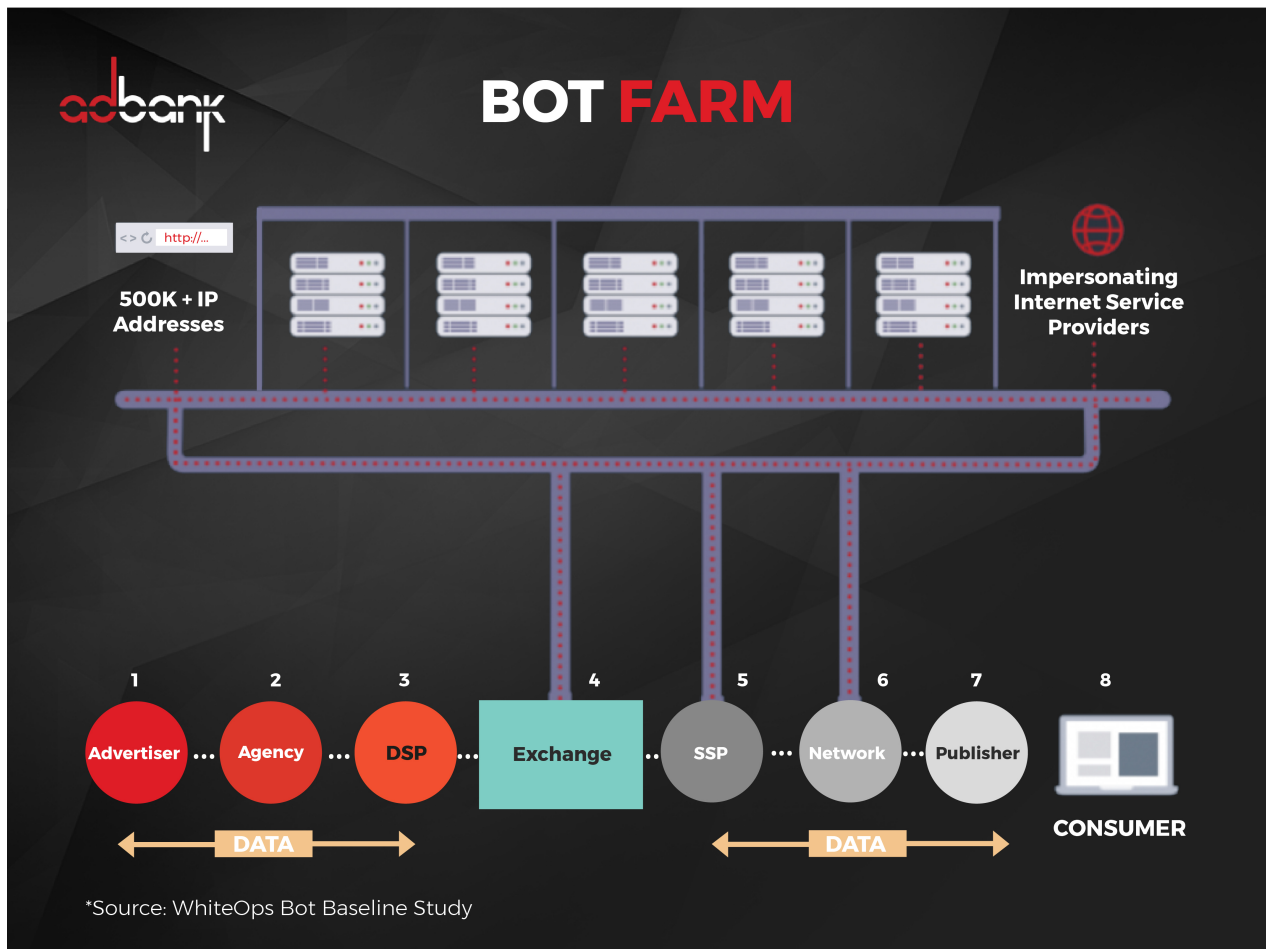 adbank
BOT FARM
http://...
500K + IP
Addresses
Impersonating
Internet Service
Providers
1
2
3
4
5
6
7
8
Advertiser
Agency
DSP
Exchange
SSP
Network
Publisher
CONSUMER
DATA
DATA
*Source: WhiteOps Bot Baseline Study